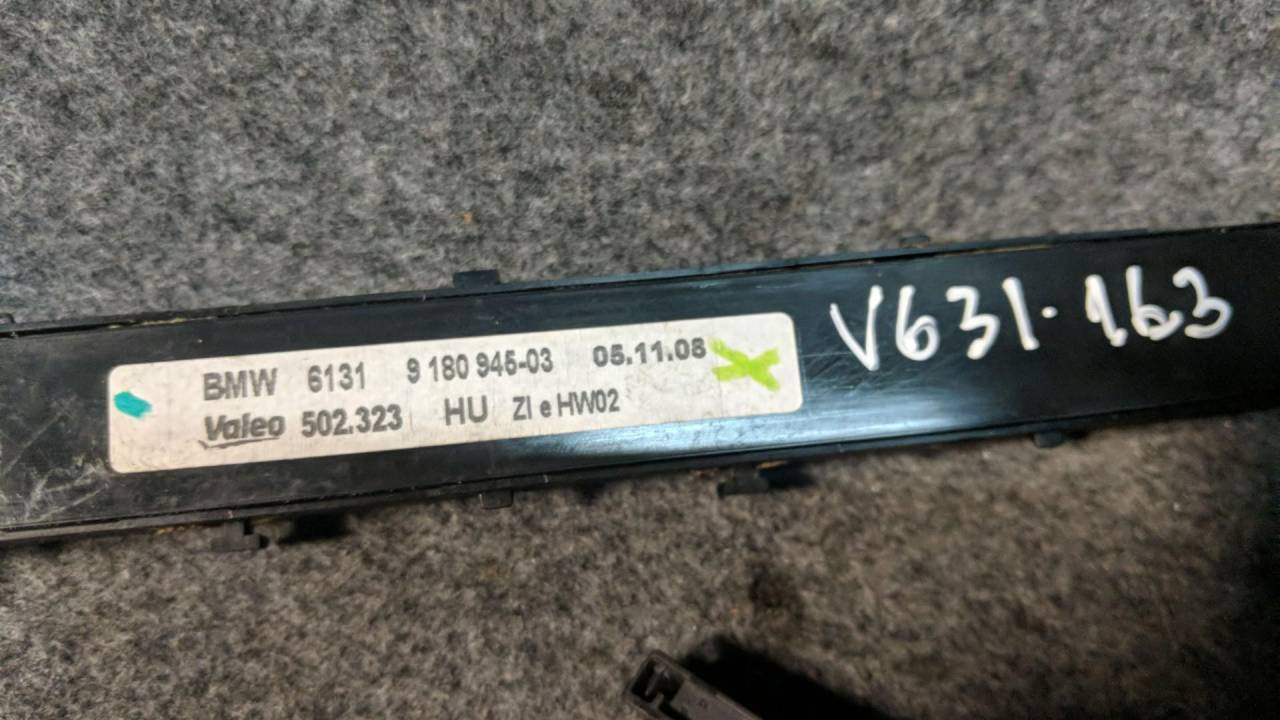 BMW 6131 9 180 945-03 05.11.08
Valeo 502.323 HU ZI e HW02
V631-163